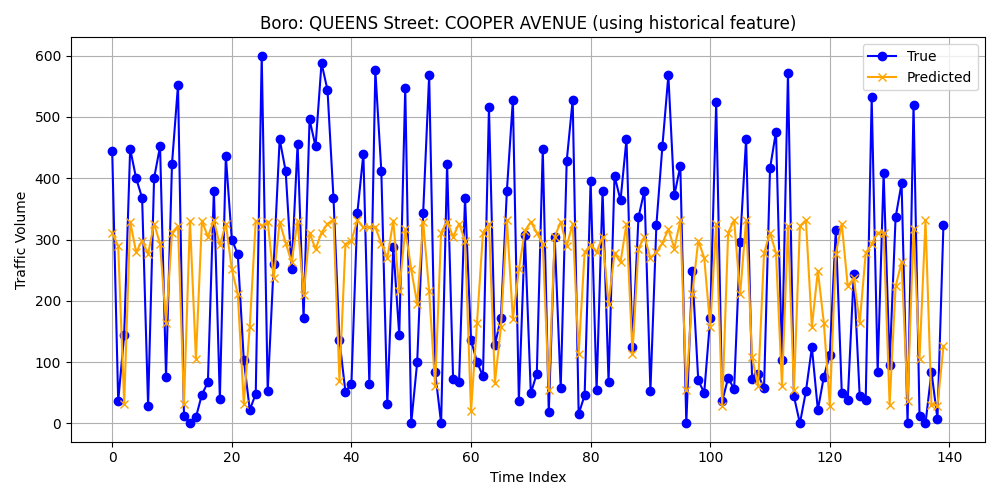 Boro: QUEENS Street: COOPER AVENUE (using historical feature)
True
Predicted
Traffic Volume
600
500
400
300
200
100
0
0 20 40 60 80 100 120 140
Time Index